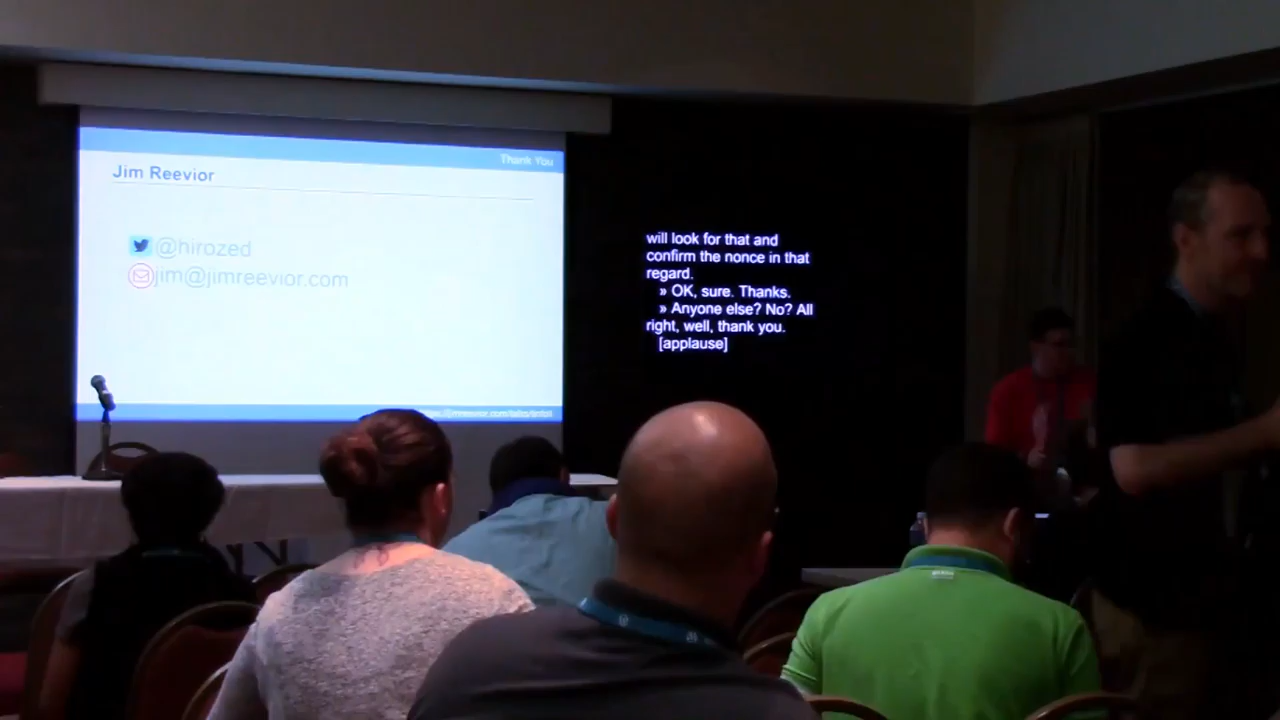 Thank You
Jim Reevior
@hirozed
jim@jimreevior.com
will look for that and
confirm the nonce in that
regard.
» OK, sure. Thanks.
» Anyone else? No? All
right, well, thank you.
[applause]